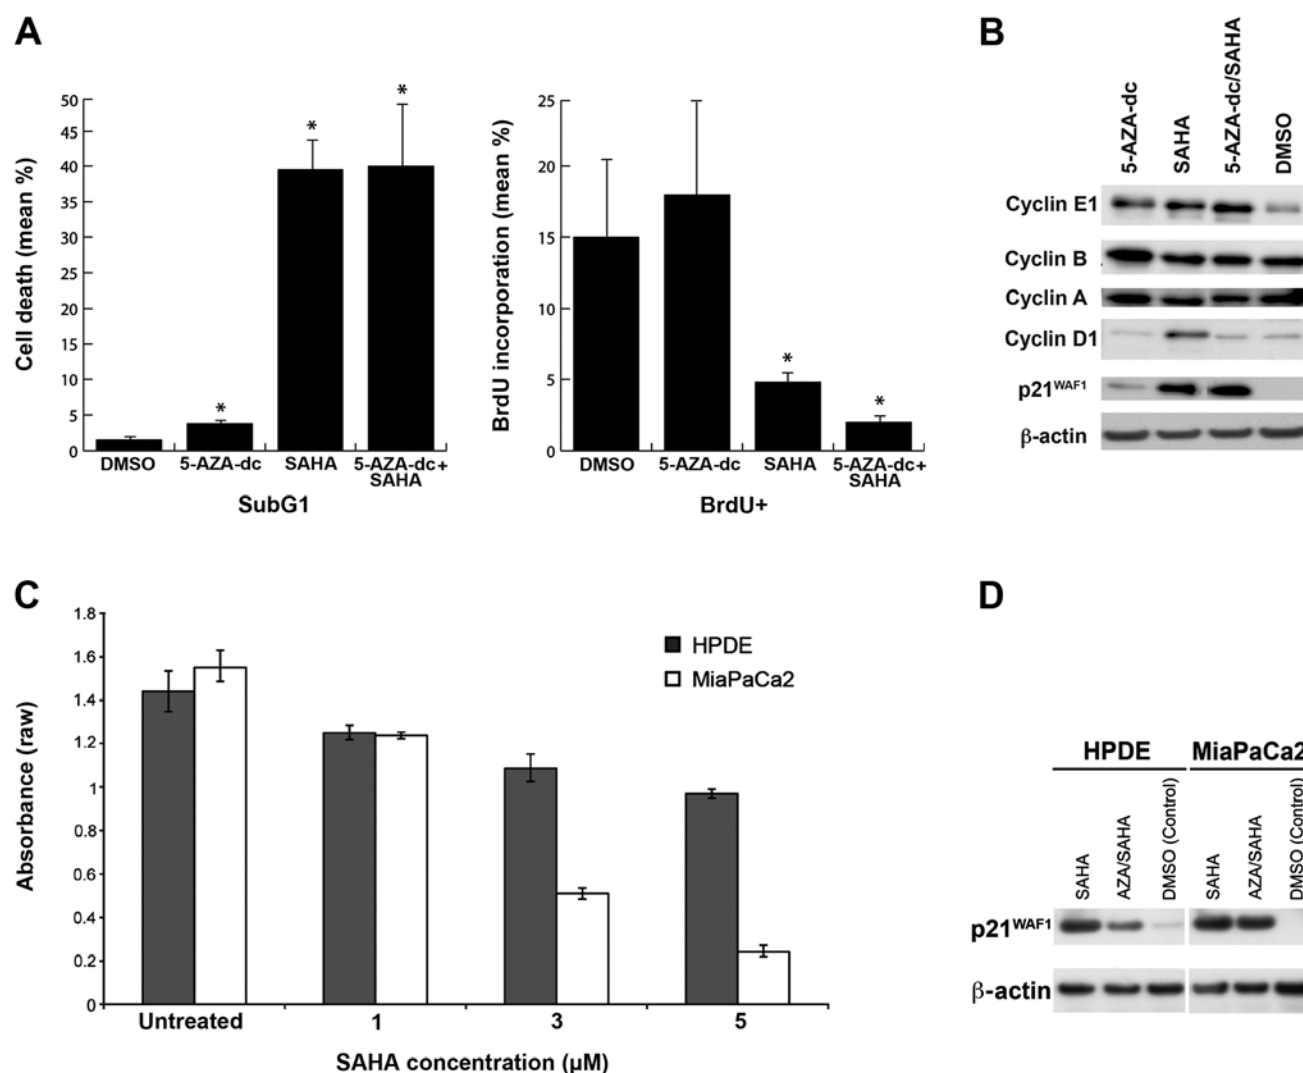 A
Cell death (mean %)
50
45
40
35
30
25
20
15
10
5
0
*
*
*
DMSO 5-AZA-dc SAHA 5-AZA-dc+
SAHA
SubG1
BrdU incorporation (mean %)
25
20
15
10
5
0
*
*
DMSO 5-AZA-dc SAHA 5-AZA-dc+
SAHA
BrdU+
B
5-AZA-dc
SAHA
5-AZA-dc/SAHA
DMSO
Cyclin E1
Cyclin B
Cyclin A
Cyclin D1
p21WAF1
β-actin
C
Absorbance (raw)
1.8
1.6
1.4
1.2
1
0.8
0.6
0.4
0.2
0
HPDE
MiaPaCa2
Untreated 1 3 5
SAHA concentration (µM)
D
HPDE MiaPaCa2
SAHA
AZA/SAHA
DMSO (Control)
SAHA
AZA/SAHA
DMSO (Control)
p21WAF1
β-actin